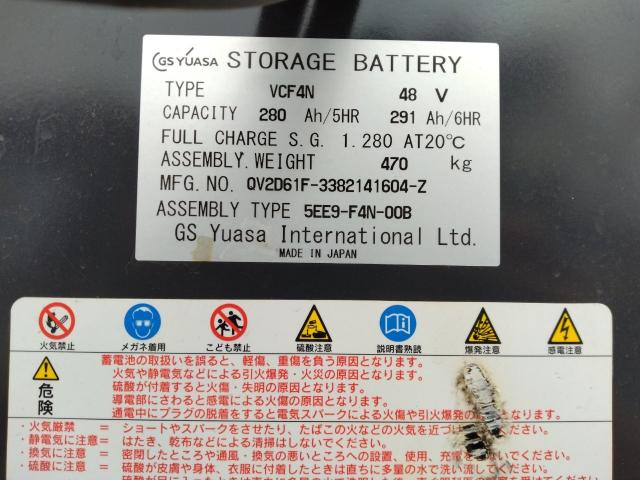 GS YUASA STORAGE BATTERY
TYPE VCF4N 48 V
CAPACITY 280 Ah/5HR 291 Ah/6HR
FULL CHARGE S.G. 1.280 AT20℃
ASSEMBLY.WEIGHT 470 kg
MFG.NO. QV2D61F-3382141604-Z
ASSEMBLY TYPE 5EE9-F4N-00B
GS Yuasa International Ltd.
MADE IN JAPAN
火気禁止 メガネ着用 こども禁止 硫酸注意 説明書熟読 爆発注意 感電注意
危険
蓄電池の取扱いを誤ると、軽傷、重傷を負う原因となります。
火気や静電気などによる引火爆発・火災の原因となります。
硫酸が付着すると火傷・失明の原因となります。
導電部にさわると感電による火傷の原因となります。
通電中にプラグの脱着をすると電気スパークによる火傷や引火爆発の原因
・火気厳禁 = ショートやスパークをさせたり、たばこの火などの火気を近づけ
・静電気に注意= はたき、乾布などによる清掃はしないでください。
・換気に注意 = 密閉したところや通風・換気の悪いところへの設置、使用、充電
・硫酸に注意 = 硫酸が皮膚や身体、衣服に付着したときは直ちに多量の水で洗い流してください。